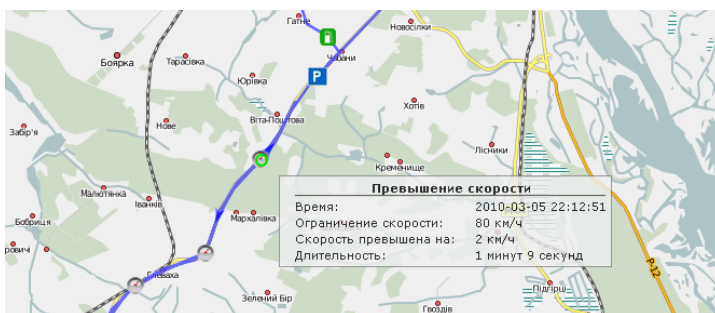 Гатне
Новосілки
Чабани
Боярка
Тарасівка
P
Юрівка
Хотів
Віта-Поштова
Нове
Забір'я
Лісники
Кременище
Превышение скорости
Малютянка
Іванків
Время: 2010-03-05 22:12:51
Мархалівка
Бобриця
Ограничение скорости: 80 км/ч
Скорость превышена на: 2 км/ч
ровичі
Длительность: 1 минут 9 секунд
Р-12
Глеваха
Підгірці
Зелений Бір
Гвоздів